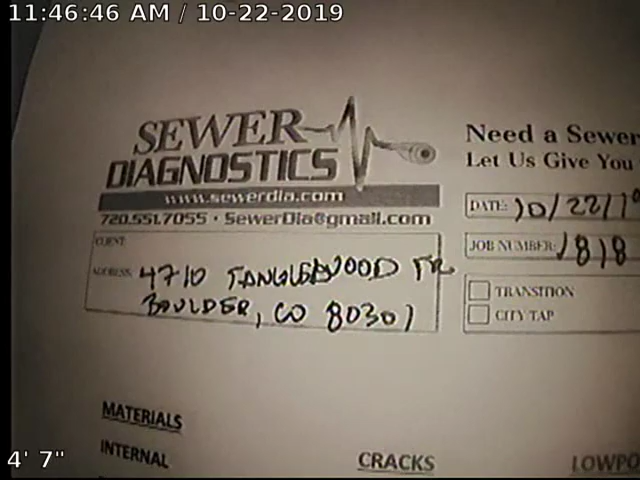 11:46:46 AM / 10-22-2019
SEWER
DIAGNOSTICS
www.sewerdia.com
720.551.7055 • SewerDia@gmail.com
Need a Sewer
Let Us Give You
DATE: 10/22/19
JOB NUMBER: 1818
CLIENT:
ADDRESS: 4710 TANGLEWOOD TR
BOULDER, CO 80301
TRANSITION
CITY TAP
MATERIALS
INTERNAL
CRACKS
LOWPO
4' 7"